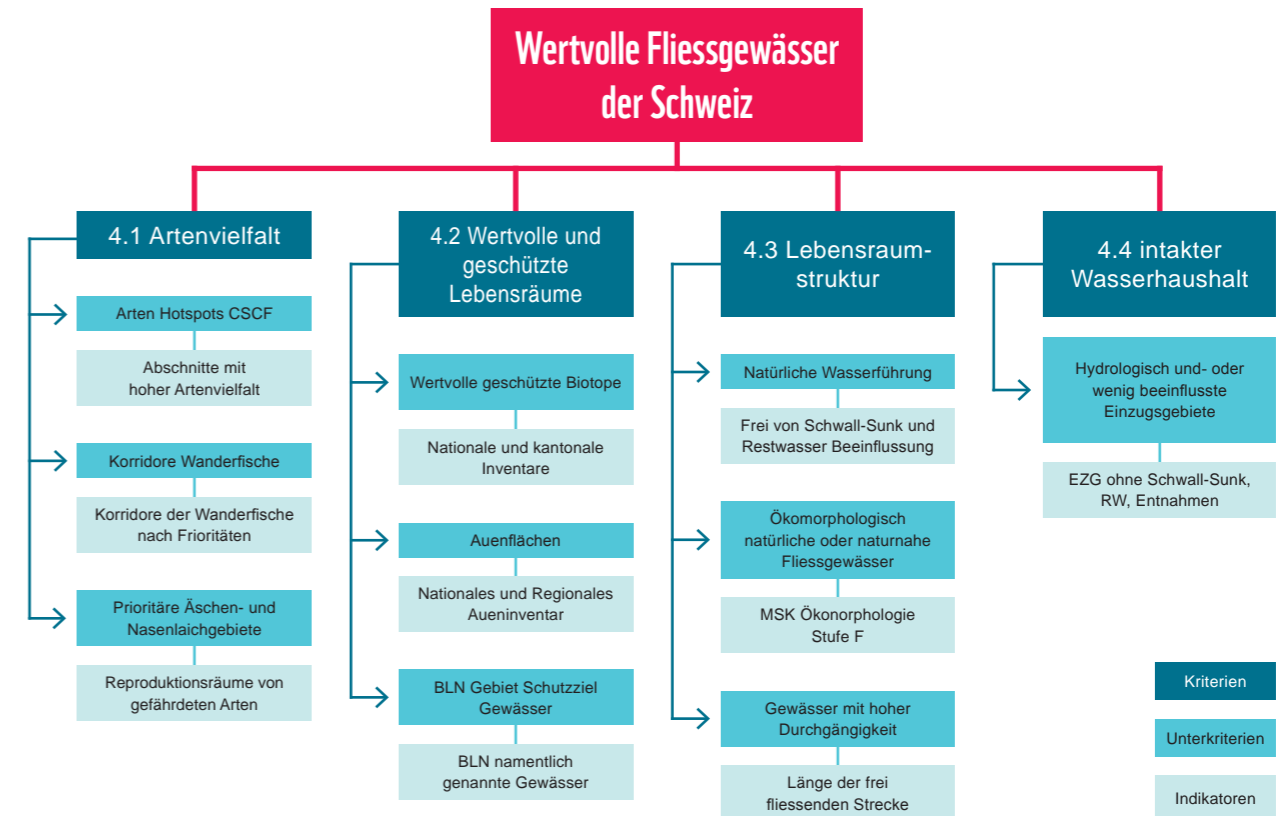 Wertvolle Fliessgewässer
der Schweiz
4.1 Artenvielfalt
Arten Hotspots CSCF
Abschnitte mit
hoher Artenvielfalt
Korridore Wanderfische
Korridore der Wanderfische
nach Frioritäten
Prioritäre Äschen- und
Nasenlaichgebiete
Reproduktionsräume von
gefährdeten Arten
4.2 Wertvolle und
geschützte
Lebensräume
Wertvolle geschützte Biotope
Nationale und kantonale
Inventare
Auenflächen
Nationales und Regionales
Aueninventar
BLN Gebiet Schutzziel
Gewässer
BLN namentlich
genannte Gewässer
4.3 Lebensraum-
struktur
Natürliche Wasserführung
Frei von Schwall-Sunk und
Restwasser Beeinflussung
Ökomorphologisch
natürliche oder naturnahe
Fliessgewässer
MSK Ökonorphologie
Stufe F
Gewässer mit hoher
Durchgängigkeit
Länge der frei
fliessenden Strecke
4.4 intakter
Wasserhaushalt
Hydrologisch und- oder
wenig beeinflusste
Einzugsgebiete
EZG ohne Schwall-Sunk,
RW, Entnahmen
Kriterien
Unterkriterien
Indikatoren